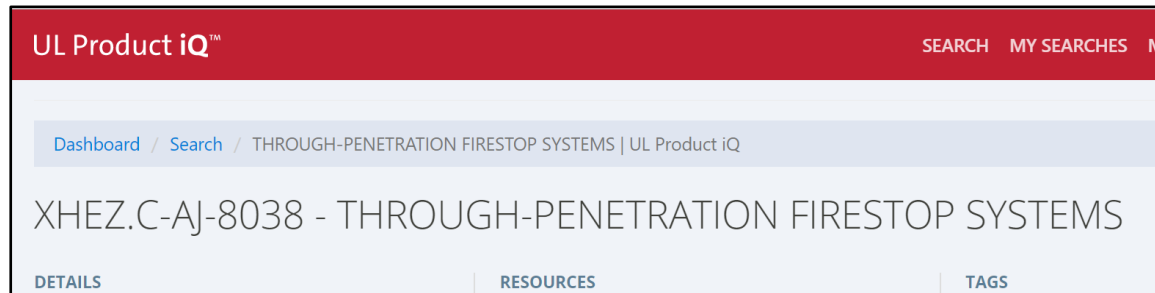 UL Product iQ™
SEARCH MY SEARCHES
Dashboard / Search / THROUGH-PENETRATION FIRESTOP SYSTEMS | UL Product iQ
XHEZ.C-AJ-8038 - THROUGH-PENETRATION FIRESTOP SYSTEMS
DETAILS RESOURCES TAGS